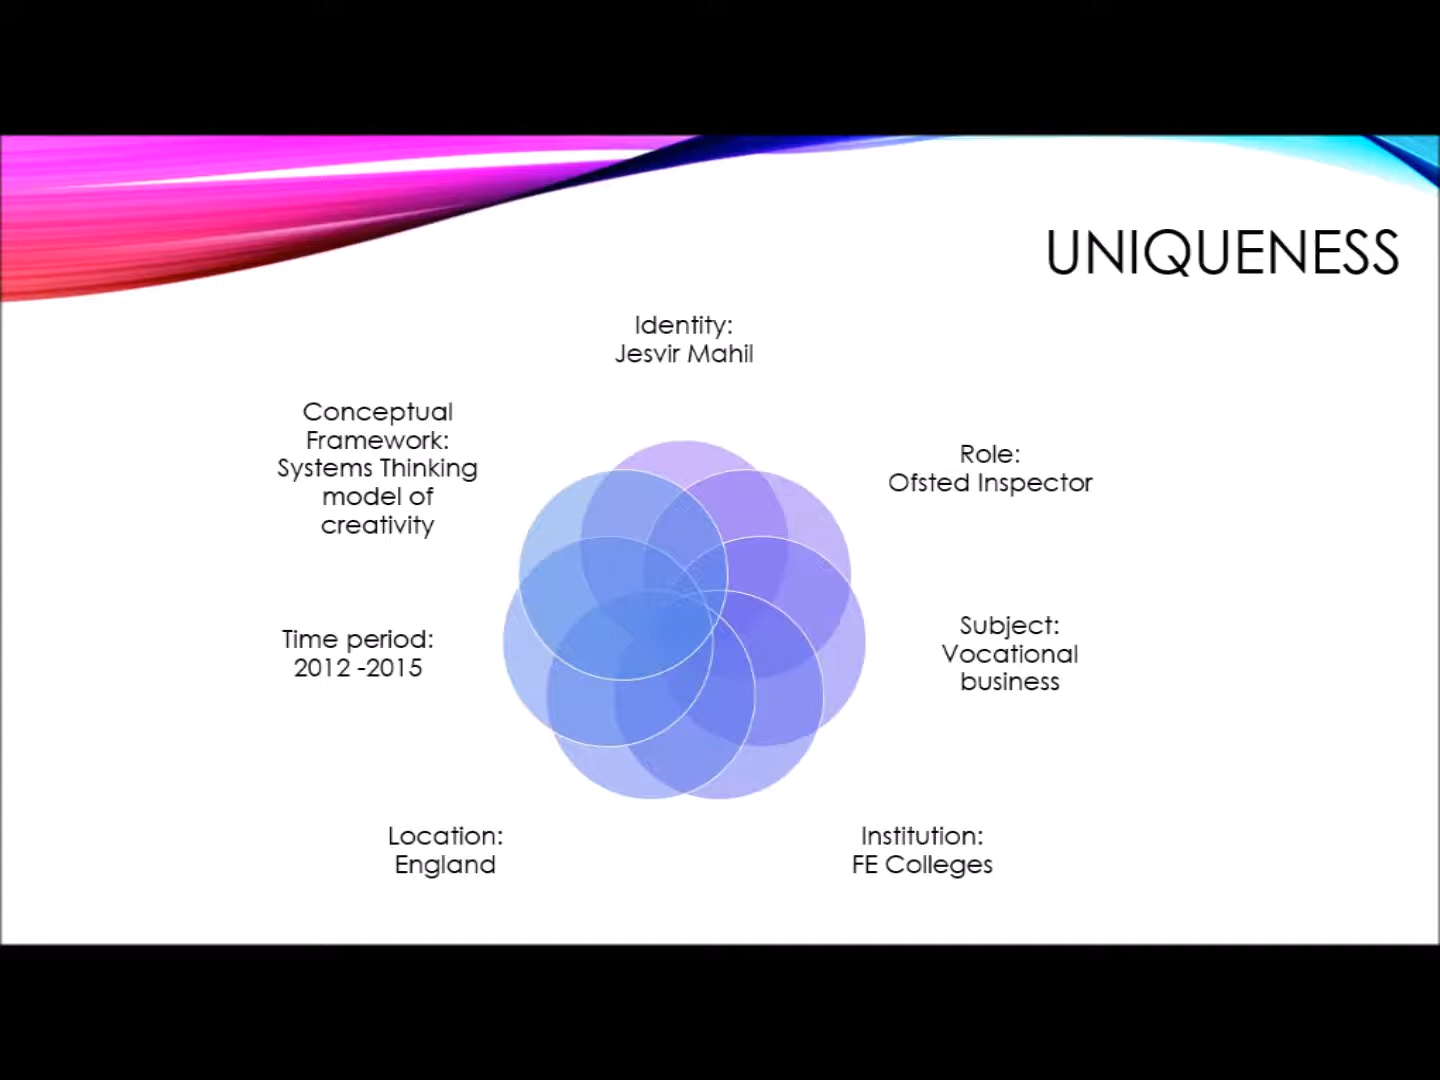 UNIQUENESS
Identity:
Jesvir Mahil
Role:
Ofsted Inspector
Subject:
Vocational
business
Institution:
FE Colleges
Location:
England
Time period:
2012 -2015
Conceptual
Framework:
Systems Thinking
model of
creativity